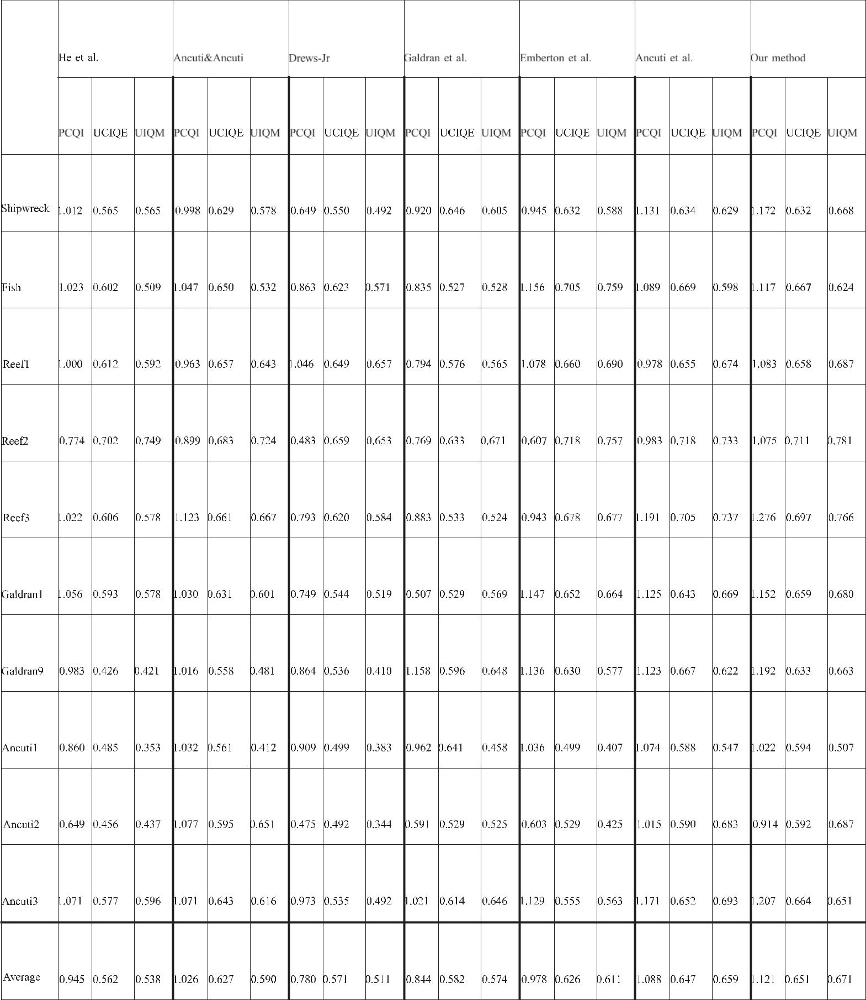 He et al. Ancuti&Ancuti Drews-Jr Galdran et al. Emberton et al. Ancuti et al. Our method
PCQI UCIQE UIQM PCQI UCIQE UIQM PCQI UCIQE UIQM PCQI UCIQE UIQM PCQI UCIQE UIQM PCQI UCIQE UIQM PCQI UCIQE UIQM
Shipwreck 1.012 0.565 0.565 0.998 0.629 0.578 0.649 0.550 0.492 0.920 0.646 0.605 0.945 0.632 0.588 1.131 0.634 0.629 1.172 0.632 0.668
Fish 1.023 0.602 0.509 1.047 0.650 0.532 0.863 0.623 0.571 0.835 0.527 0.528 1.156 0.705 0.759 1.089 0.669 0.598 1.117 0.667 0.624
Reef1 1.000 0.612 0.592 0.963 0.657 0.643 1.046 0.649 0.657 0.794 0.576 0.565 1.078 0.660 0.690 0.978 0.655 0.674 1.083 0.658 0.687
Reef2 0.774 0.702 0.749 0.899 0.683 0.724 0.483 0.659 0.653 0.769 0.633 0.671 0.607 0.718 0.757 0.983 0.718 0.733 1.075 0.711 0.781
Reef3 1.022 0.606 0.578 1.123 0.661 0.667 0.793 0.620 0.584 0.883 0.533 0.524 0.943 0.678 0.677 1.191 0.705 0.737 1.276 0.697 0.766
Galdran1 1.056 0.593 0.578 1.030 0.631 0.601 0.749 0.544 0.519 0.507 0.529 0.569 1.147 0.652 0.664 1.125 0.643 0.669 1.152 0.659 0.680
Galdran9 0.983 0.426 0.421 1.016 0.558 0.481 0.864 0.536 0.410 1.158 0.596 0.648 1.136 0.630 0.577 1.123 0.667 0.622 1.192 0.633 0.663
Ancuti1 0.860 0.485 0.353 1.032 0.561 0.412 0.909 0.499 0.383 0.962 0.641 0.458 1.036 0.499 0.407 1.074 0.588 0.547 1.022 0.594 0.507
Ancuti2 0.649 0.456 0.437 1.077 0.595 0.651 0.475 0.492 0.344 0.591 0.529 0.525 0.603 0.529 0.425 1.015 0.590 0.683 0.914 0.592 0.687
Ancuti3 1.071 0.577 0.596 1.071 0.643 0.616 0.973 0.535 0.492 1.021 0.614 0.646 1.129 0.555 0.563 1.171 0.652 0.693 1.207 0.664 0.651
Average 0.945 0.562 0.538 1.026 0.627 0.590 0.780 0.571 0.511 0.844 0.582 0.574 0.978 0.626 0.611 1.088 0.647 0.659 1.121 0.651 0.671